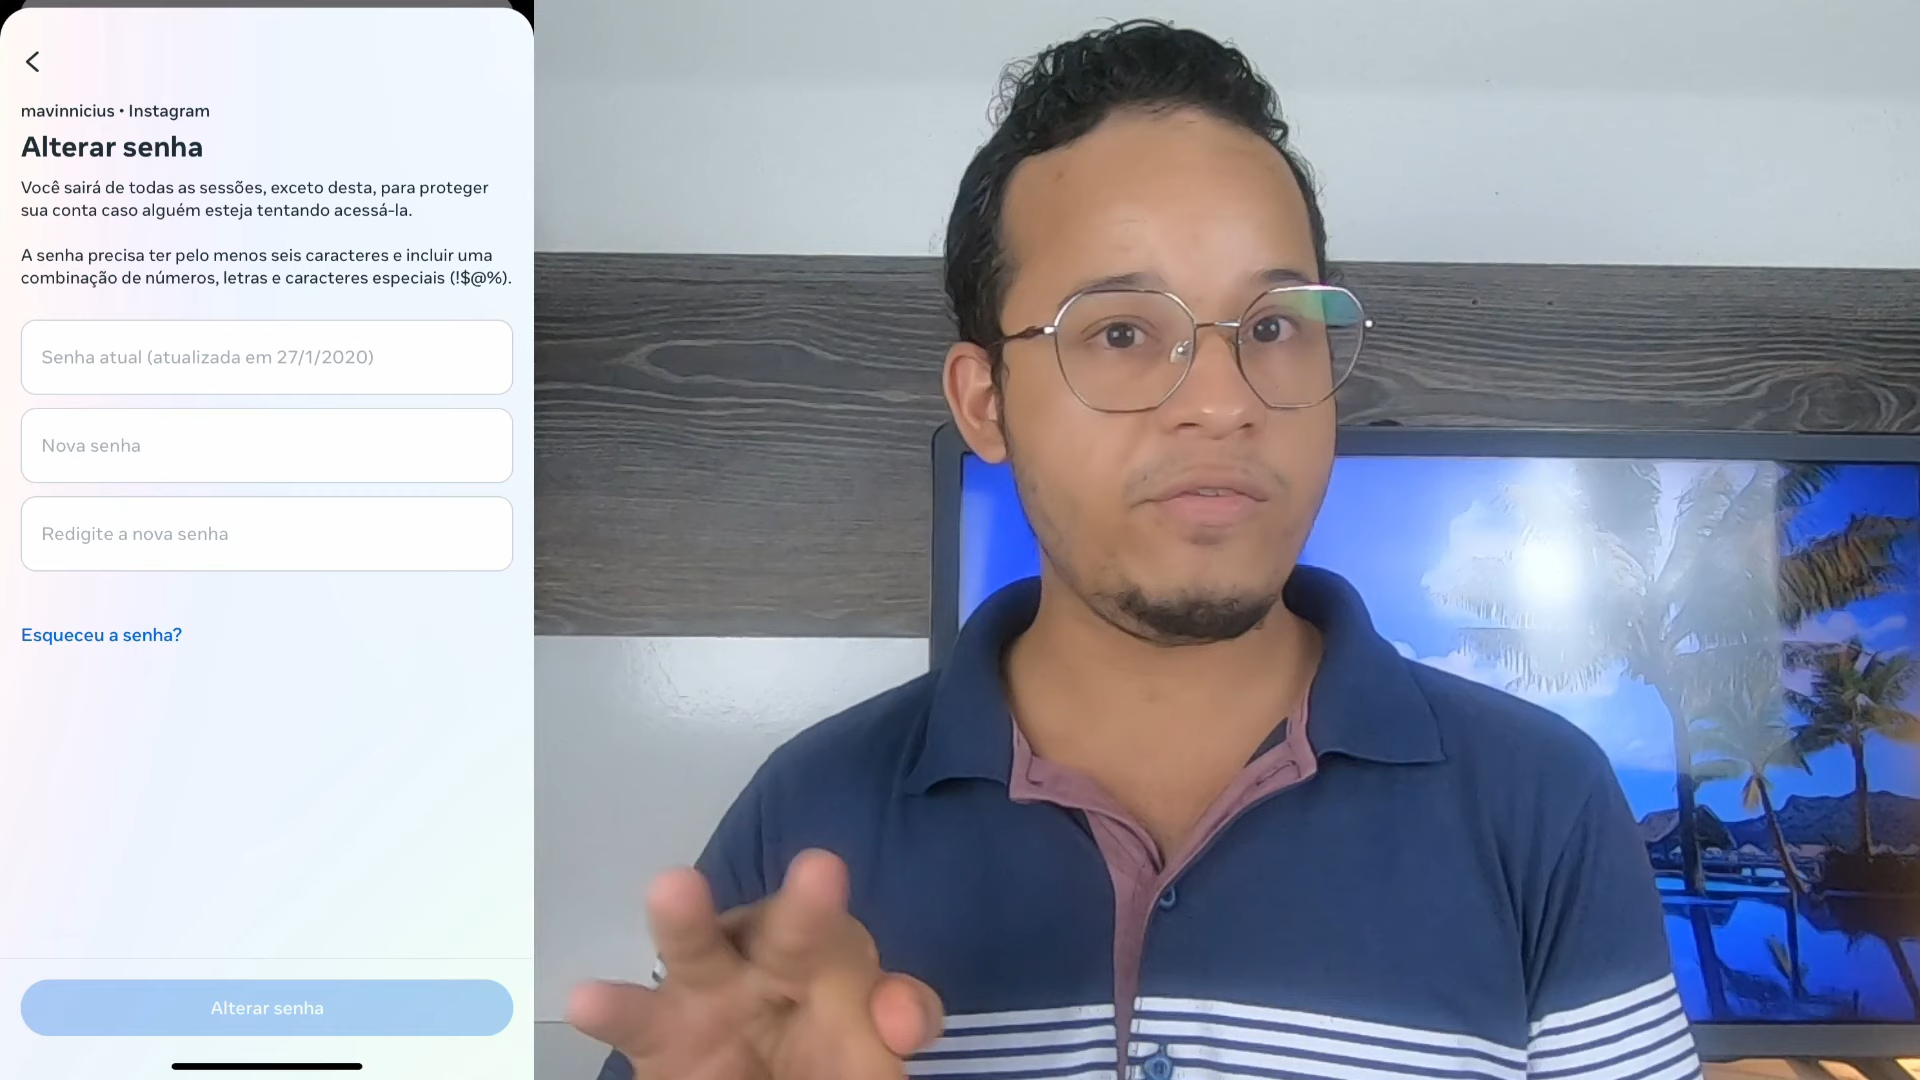 mavinnicius • Instagram
Alterar senha
Você sairá de todas as sessões, exceto desta, para proteger
sua conta caso alguém esteja tentando acessá-la.
A senha precisa ter pelo menos seis caracteres e incluir uma
combinação de números, letras e caracteres especiais (!$@%).
Senha atual (atualizada em 27/1/2020)
Nova senha
Redigite a nova senha
Esqueceu a senha?
Alterar senha